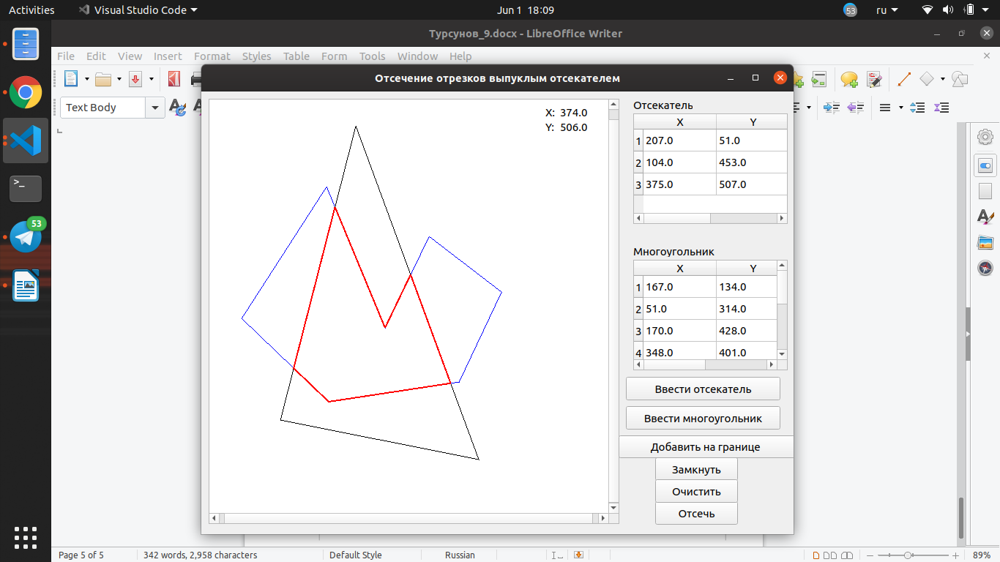 Activities Visual Studio Code Jun 1 18:09 53 ru
Турсунов_9.docx - LibreOffice Writer
File Edit View Insert Format Styles Table Form Tools Window Help
Отсечение отрезков выпуклым отсекателем
Text Body
X: 374.0
Y: 506.0
Отсекатель
X Y
1 207.0 51.0
2 104.0 453.0
3 375.0 507.0
53
Многоугольник
X Y
1 167.0 134.0
2 51.0 314.0
3 170.0 428.0
4 348.0 401.0
Ввести отсекатель
Ввести многоугольник
Добавить на границе
Замкнуть
Очистить
Отсечь
Page 5 of 5 342 words, 2,958 characters Default Style Russian 89%